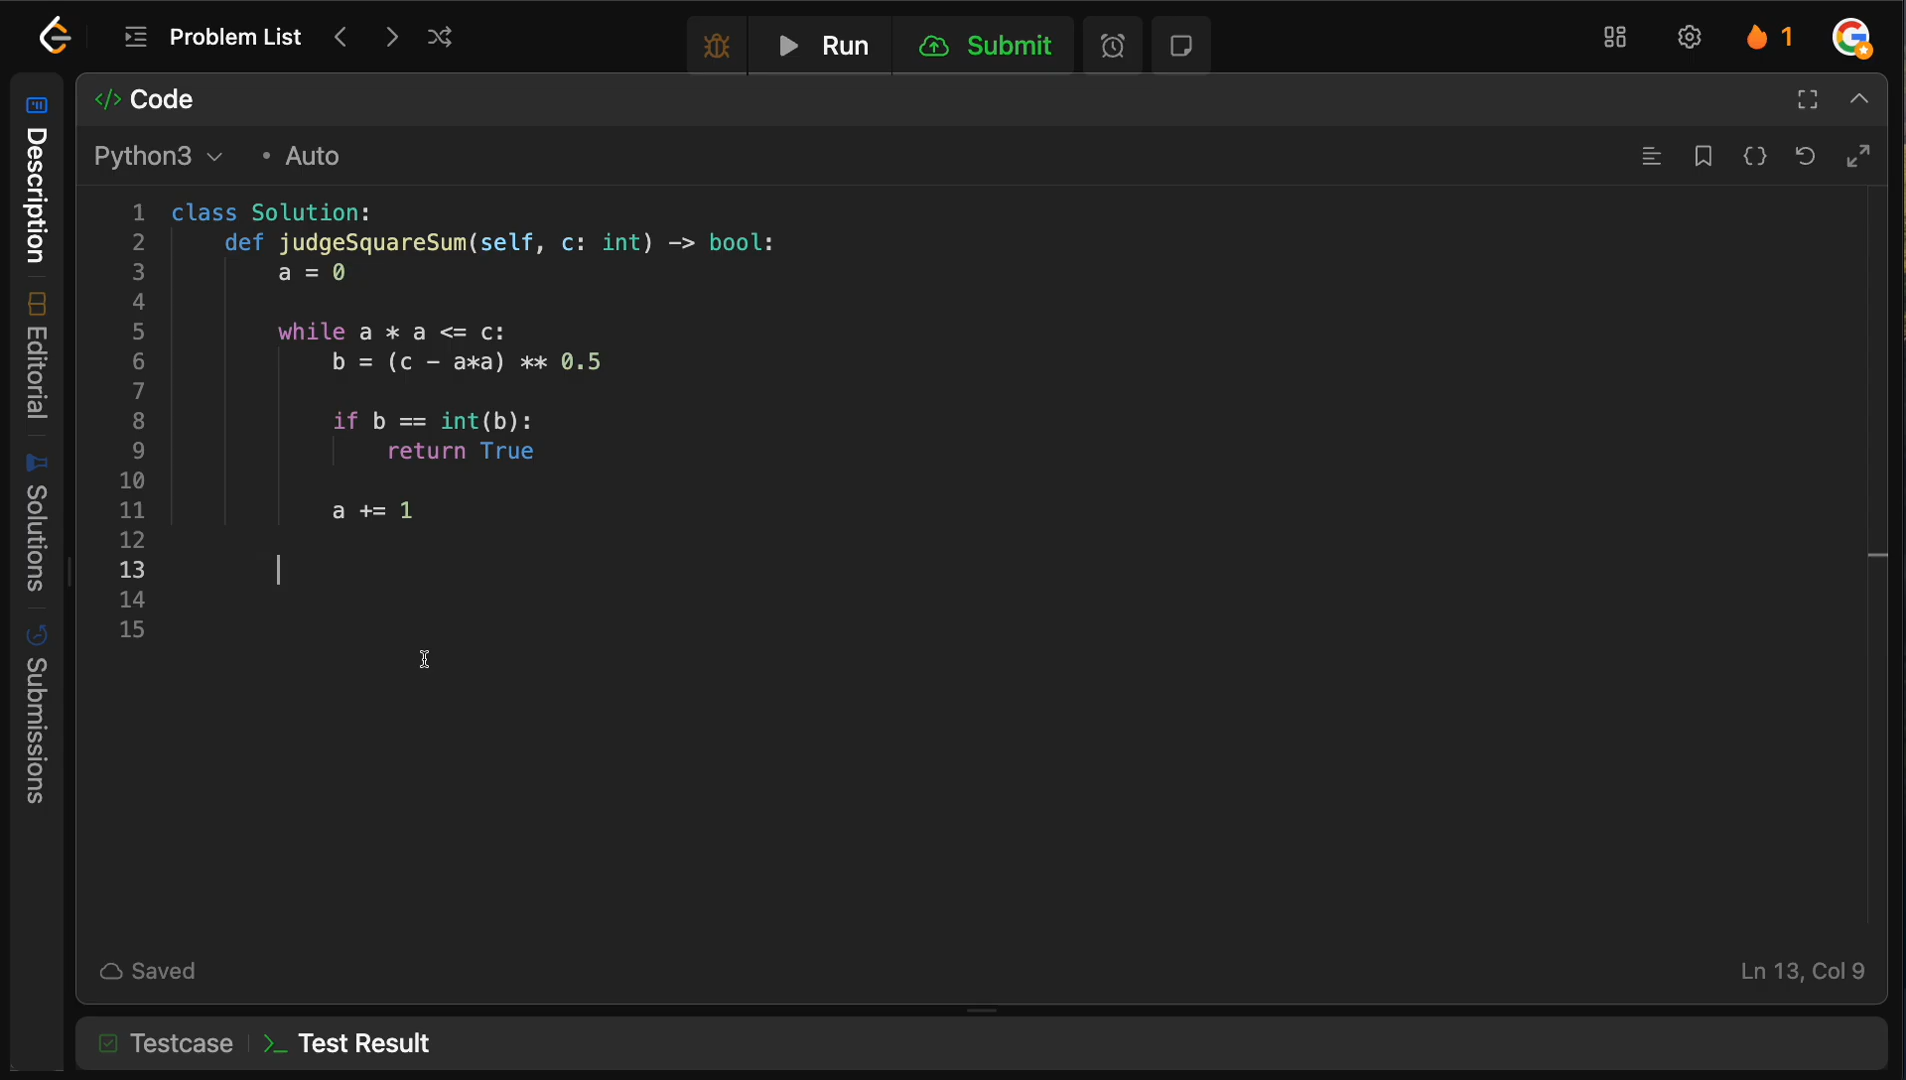 Problem List
Run
Submit
1
Description
Editorial
Solutions
Submissions
</> Code
Python3 • Auto
1 class Solution:
2     def judgeSquareSum(self, c: int) -> bool:
3         a = 0
4
5         while a * a <= c:
6             b = (c - a*a) ** 0.5
7
8             if b == int(b):
9                 return True
10
11             a += 1
12
13
14
15
Saved
Ln 13, Col 9
Testcase
Test Result